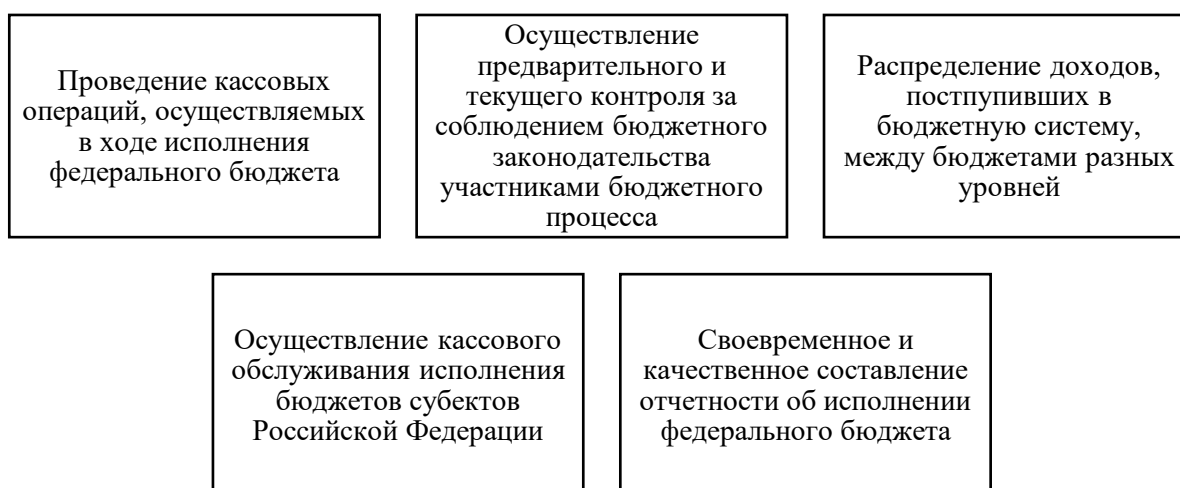 Проведение кассовых
операций, осуществляемых
в ходе исполнения
федерального бюджета
Осуществление
предварительного и
текущего контроля за
соблюдением бюджетного
законодательства
участниками бюджетного
процесса
Распределение доходов,
постпупивших в
бюджетную систему,
между бюджетами разных
уровней
Осуществление кассового
обслуживания исполнения
бюджетов субектов
Российской Федерации
Своевременное и
качественное составление
отчетности об исполнении
федерального бюджета